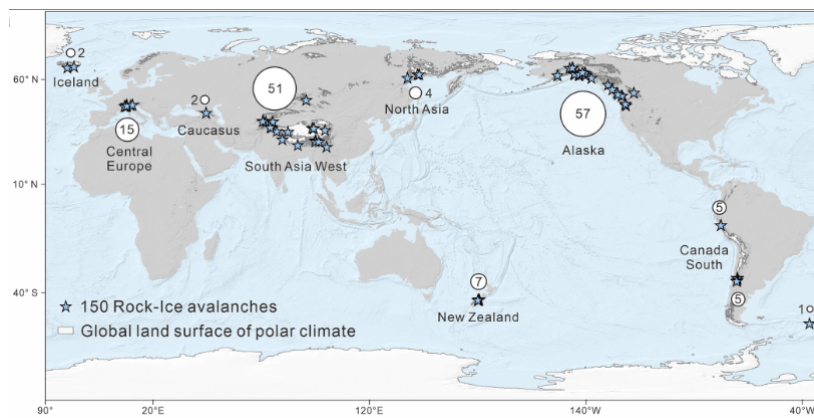 2
Iceland
60° N
15
Central
Europe
2
Caucasus
51
South Asia West
4
North Asia
57
Alaska
10° N
5
Canada
South
5
1
40° S
7
New Zealand
150 Rock-Ice avalanches
Global land surface of polar climate
90°
20°E
120°E
140°W
40°W